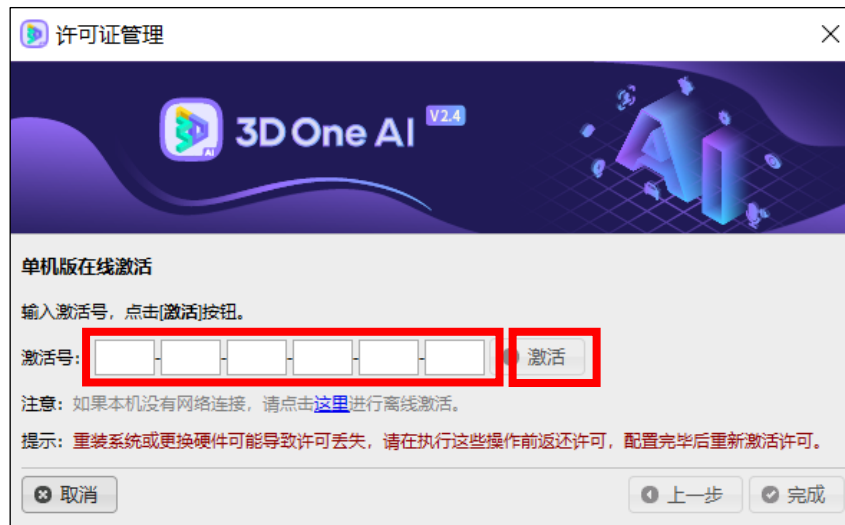 许可证管理
3D One AI V2.4
AI
单机版在线激活
输入激活号，点击[激活]按钮。
激活号： - - - - - 激活
注意：如果本机没有网络连接，请点击这里进行离线激活。
提示：重装系统或更换硬件可能导致许可丢失，请在执行这些操作前返还许可，配置完毕后重新激活许可。
取消 上一步 完成